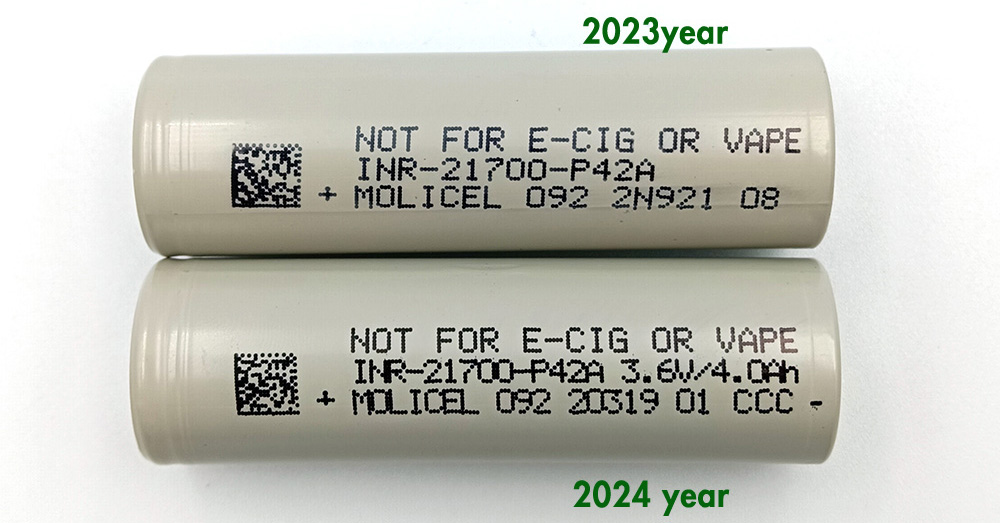 2023year
NOT FOR E-CIG OR VAPE
INR-21700-P42A
+ MOLICEL 092 2N921 08
NOT FOR E-CIG OR VAPE
INR-21700-P42A 3.6V/4.0Ah
+ MOLICEL 092 2O319 01 CCC -
2024 year